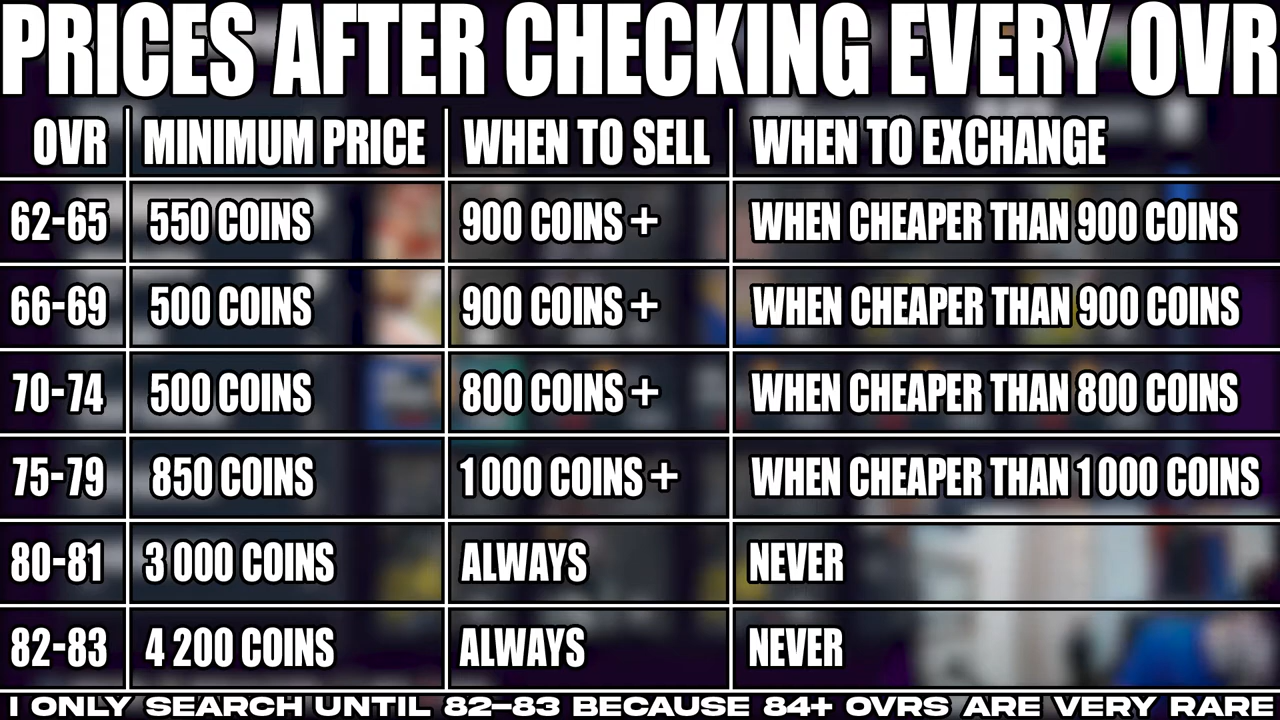 PRICES AFTER CHECKING EVERY OVR
OVR MINIMUM PRICE WHEN TO SELL WHEN TO EXCHANGE
62-65 550 COINS 900 COINS + WHEN CHEAPER THAN 900 COINS
66-69 500 COINS 900 COINS + WHEN CHEAPER THAN 900 COINS
70-74 500 COINS 800 COINS + WHEN CHEAPER THAN 800 COINS
75-79 850 COINS 1000 COINS + WHEN CHEAPER THAN 1000 COINS
80-81 3 000 COINS ALWAYS NEVER
82-83 4 200 COINS ALWAYS NEVER
I ONLY SEARCH UNTIL 82-83 BECAUSE 84+ OVRS ARE VERY RARE